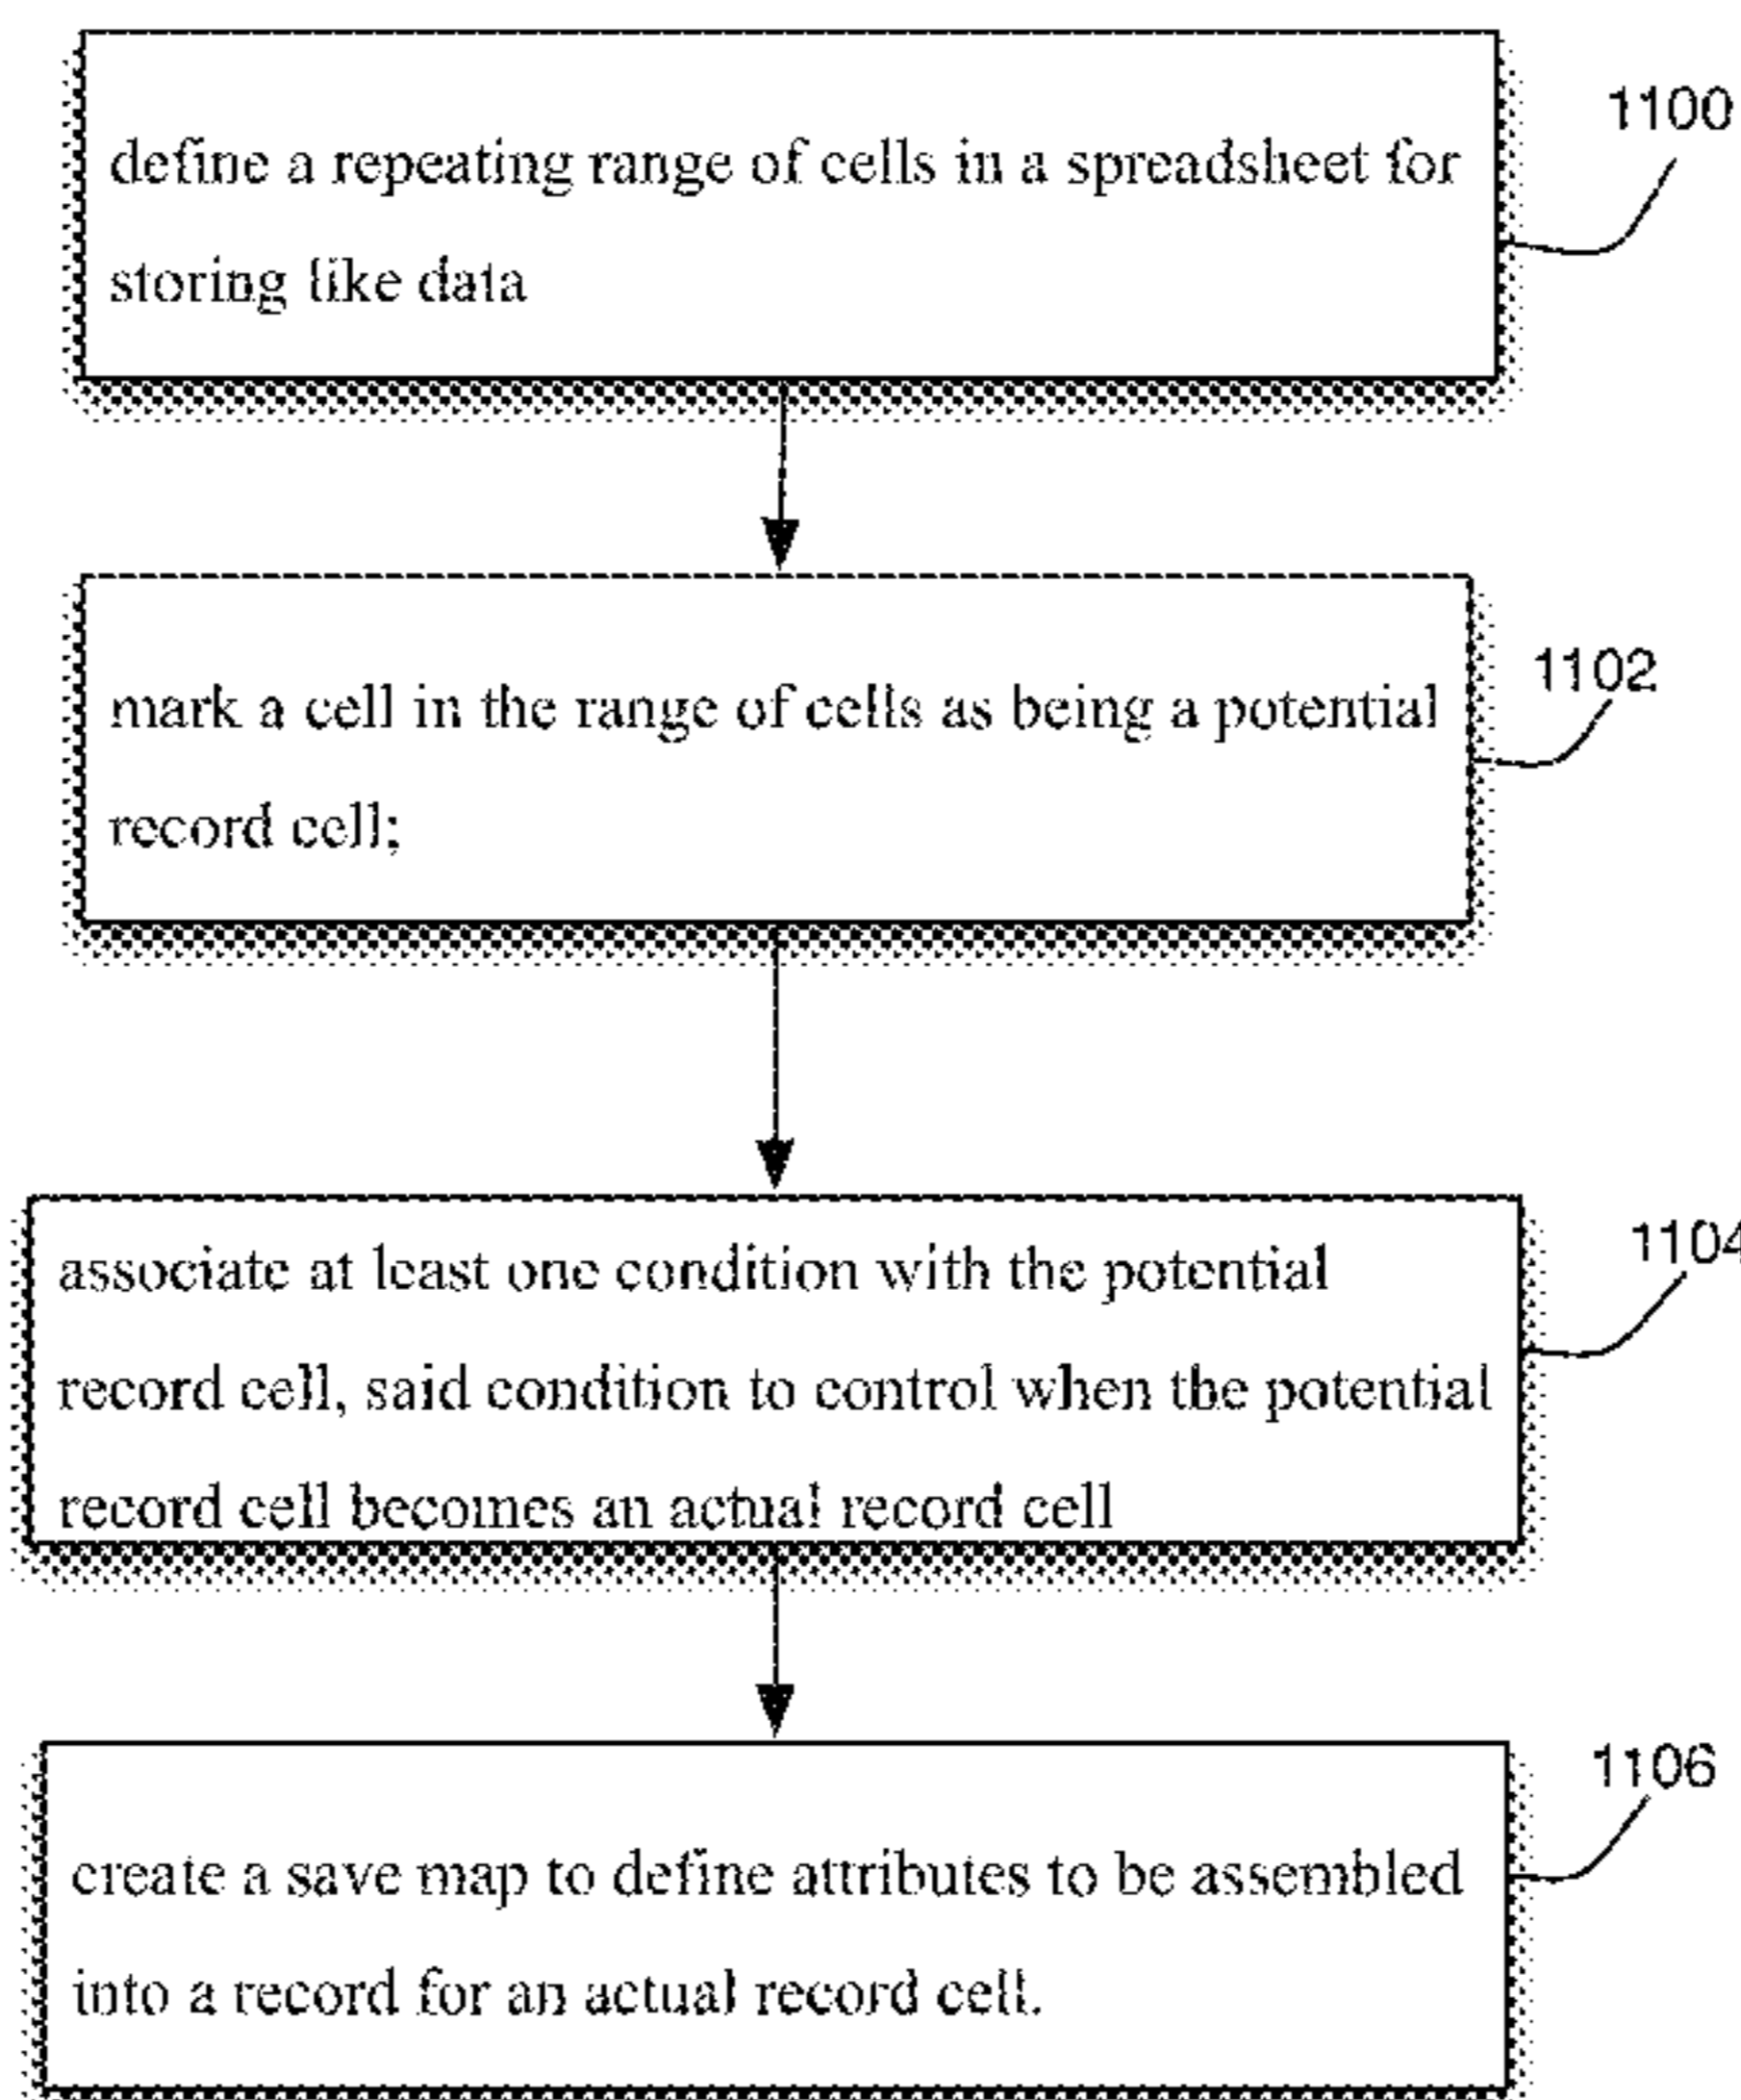 define a repeating range of cells in a spreadsheet for
storing like data
1100
mark a cell in the range of cells as being a potential
record cell;
1102
associate at least one condition with the potential
record cell, said condition to control when the potential
record cell becomes an actual record cell
1104
create a save map to define attributes to be assembled
into a record for an actual record cell.
1106